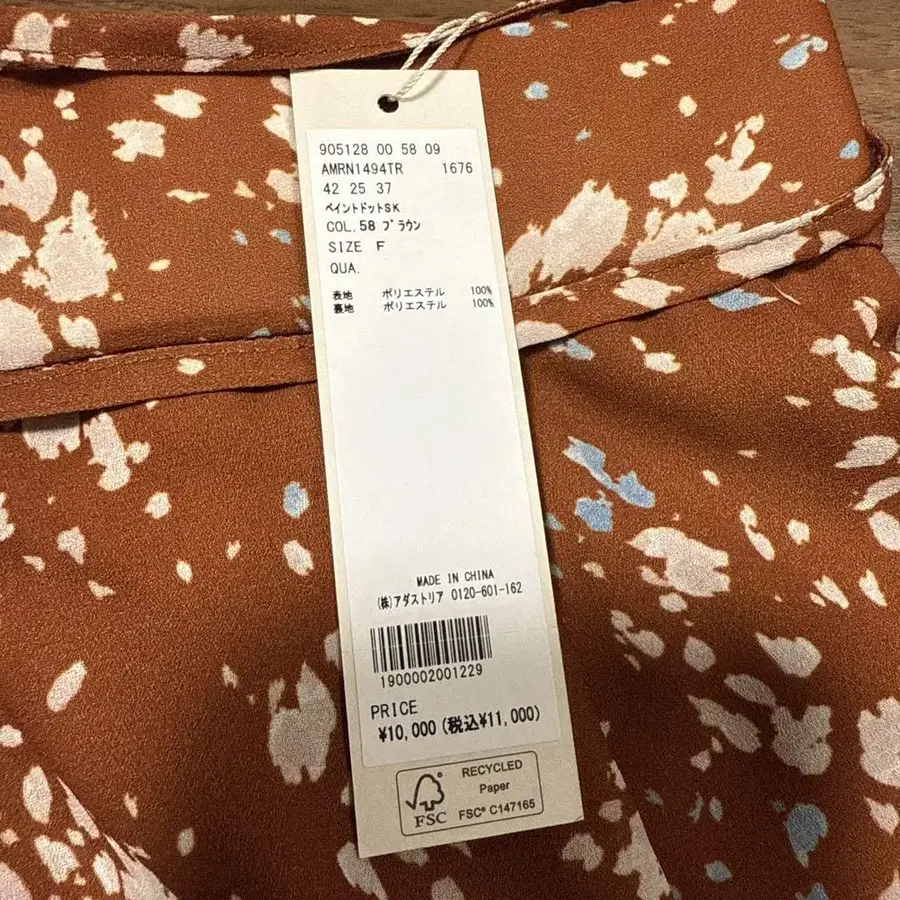 905128 00 58 09
AMRN1494TR 1676
42 25 37
ペイントドットSK
COL.58 ブラウン
SIZE F
QUA.
表地 ポリエステル 100%
裏地 ポリエステル 100%
MADE IN CHINA
(株)アダストリア 0120-601-162
1900002001229
PRICE
¥10,000(税込¥11,000)
FSC
RECYCLED
Paper
FSC® C147165